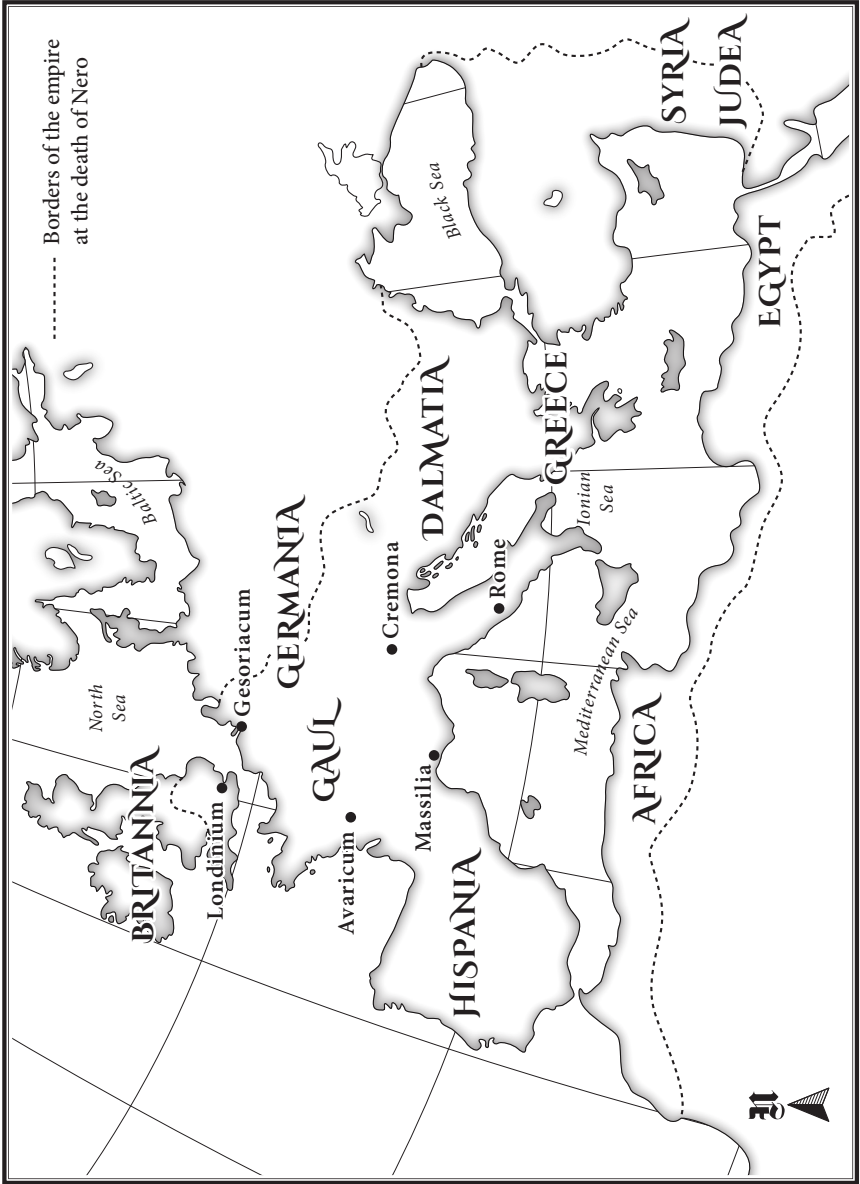 Borders of the empire
at the death of Nero
North
Sea
Baltic Sea
BRITANNIA
Londinium
Gesoriacum
GERMANIA
GAUL
Avaricum
Cremona
Massilia
DALMATIA
Black Sea
HISPANIA
Rome
GREECE
Ionian
Sea
Mediterranean Sea
AFRICA
SYRIA
JUDEA
EGYPT